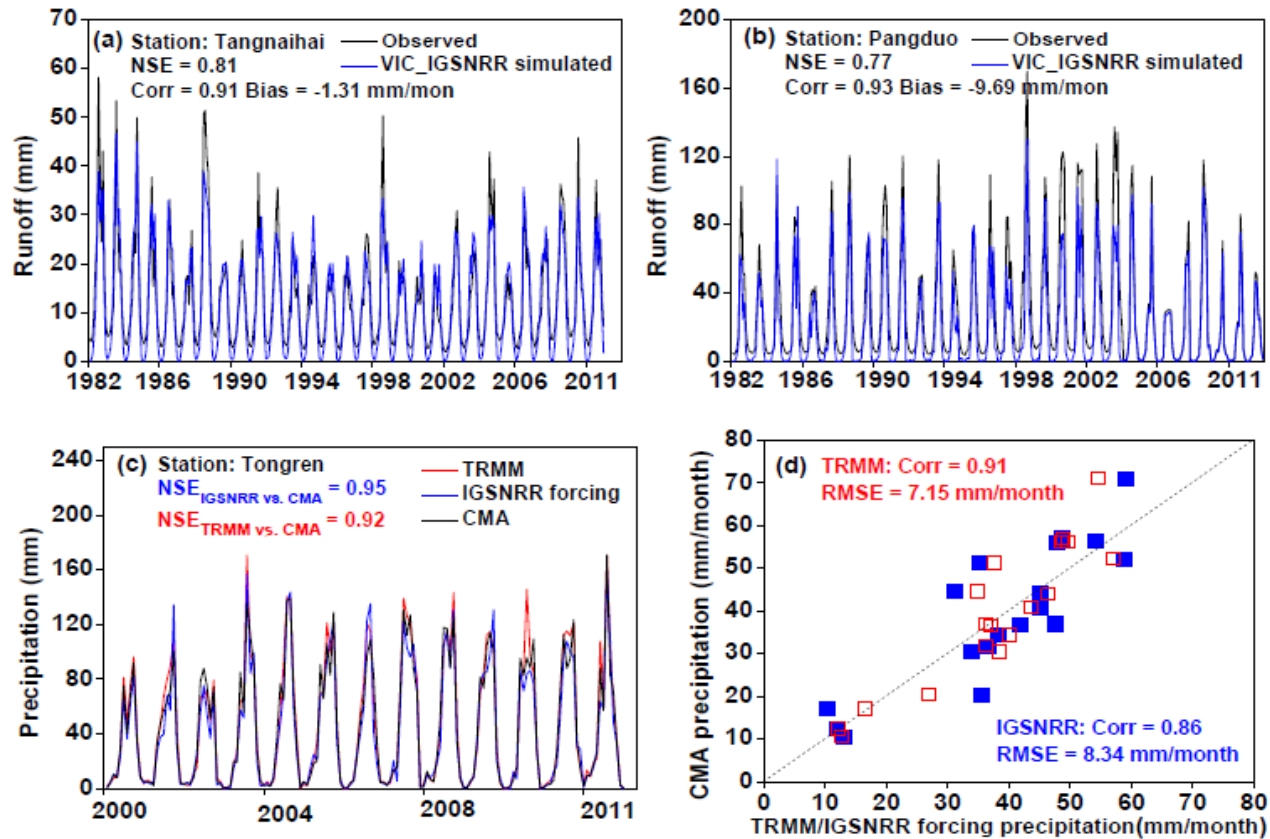 (a) Station: Tangnaihai
NSE = 0.81
Corr = 0.91 Bias = -1.31 mm/mon
Observed
VIC_IGSNRR simulated
Runoff (mm)
70
60
50
40
30
20
10
0
1982 1986 1990 1994 1998 2002 2006 2011
(b) Station: Pangduo
NSE = 0.77
Corr = 0.93 Bias = -9.69 mm/mon
Observed
VIC_IGSNRR simulated
Runoff (mm)
200
160
120
80
40
0
1982 1986 1990 1994 1998 2002 2006 2011
(c) Station: Tongren
NSE IGSNRR vs. CMA = 0.95
NSE TRMM vs. CMA = 0.92
TRMM
IGSNRR forcing
CMA
Precipitation (mm)
240
200
160
120
80
40
0
2000 2004 2008 2011
(d) TRMM: Corr = 0.91
RMSE = 7.15 mm/month
IGSNRR: Corr = 0.86
RMSE = 8.34 mm/month
CMA precipitation (mm/month)
80
70
60
50
40
30
20
10
0
0 10 20 30 40 50 60 70 80
TRMM/IGSNRR forcing precipitation(mm/month)